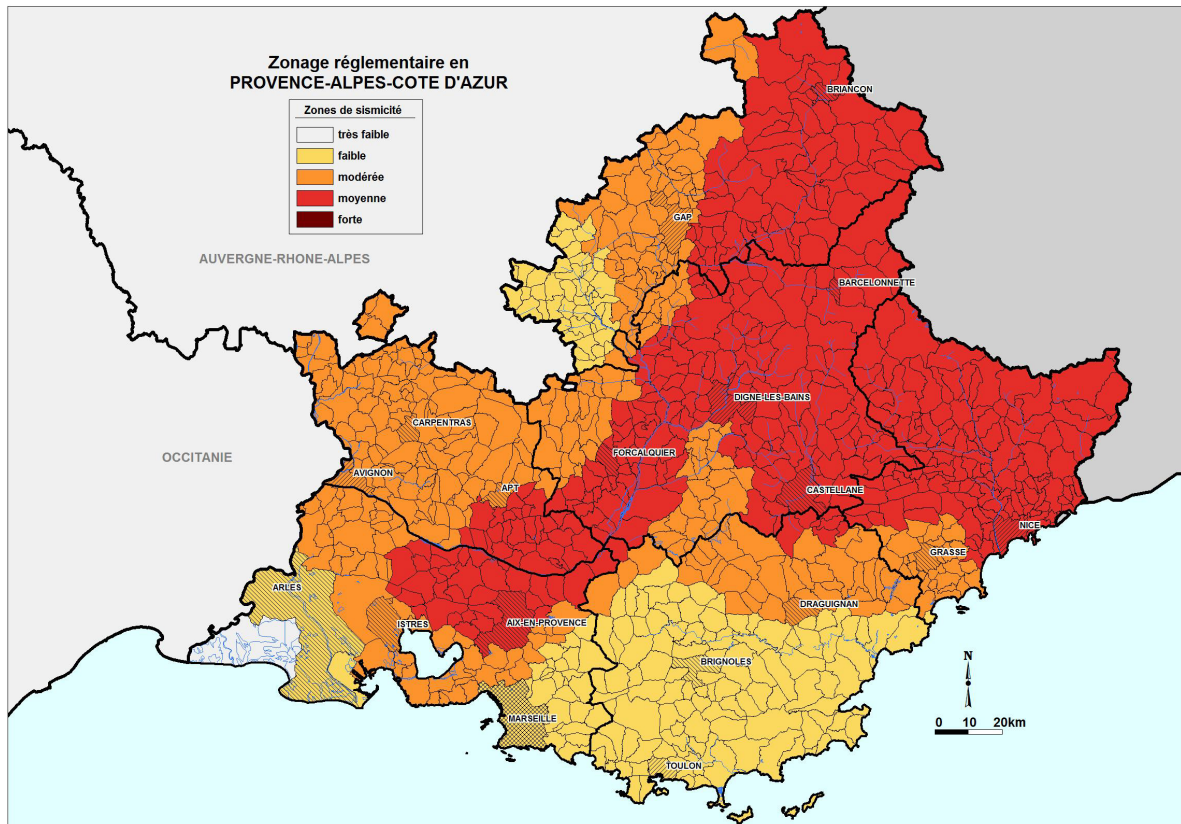 Zonage réglementaire en
PROVENCE-ALPES-COTE D'AZUR
Zones de sismicité
très faible
faible
modérée
moyenne
forte
BRIANCON
GAP
AUVERGNE-RHONE-ALPES
BARCELONNETTE
DIGNE-LES-BAINS
CARPENTRAS
OCCITANIE
FORCALQUIER
AVIGNON
APT
CASTELLANE
NICE
GRASSE
ARLES
DRAGUIGNAN
ISTRES
AIX-EN-PROVENCE
BRIGNOLES
N
MARSEILLE
0 10 20km
TOULON